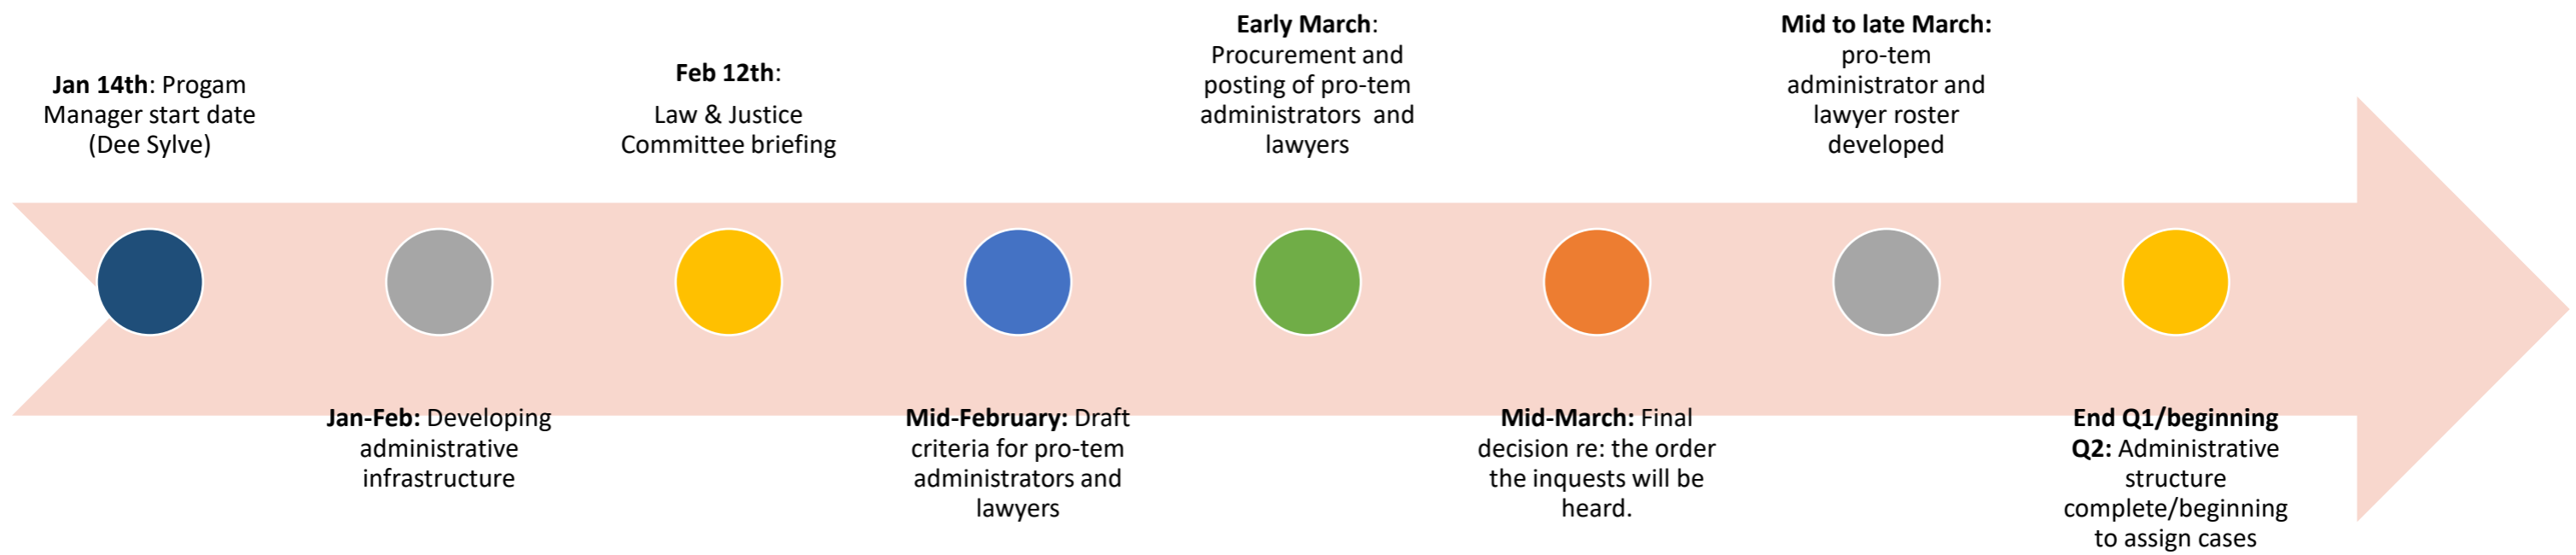 Jan 14th: Progam
Manager start date
(Dee Sylve)
Jan-Feb: Developing
administrative
infrastructure
Feb 12th:
Law & Justice
Committee briefing
Mid-February: Draft
criteria for pro-tem
administrators and
lawyers
Early March:
Procurement and
posting of pro-tem
administrators and
lawyers
Mid-March: Final
decision re: the order
the inquests will be
heard.
Mid to late March:
pro-tem
administrator and
lawyer roster
developed
End Q1/beginning
Q2: Administrative
structure
complete/beginning
to assign cases